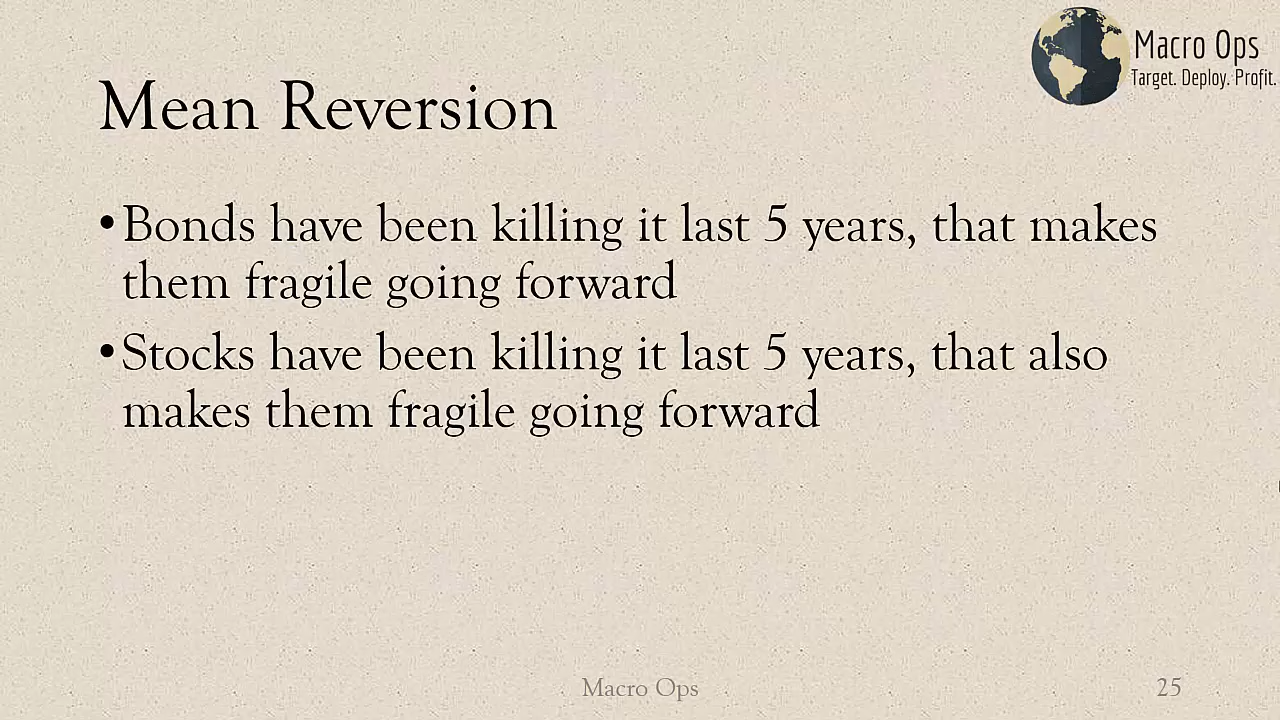 Macro Ops
Target. Deploy. Profit.
Mean Reversion
•Bonds have been killing it last 5 years, that makes
them fragile going forward
•Stocks have been killing it last 5 years, that also
makes them fragile going forward
Macro Ops
25